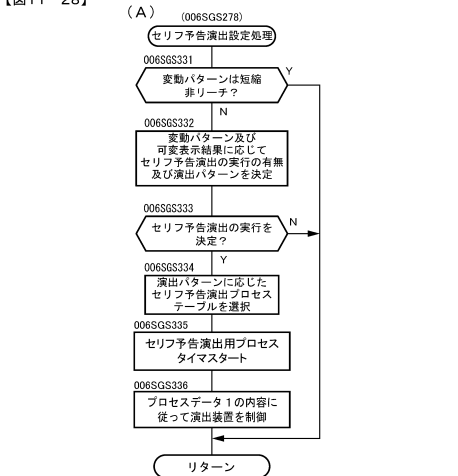 【図11-28】
(A)
(006SGS278)
セリフ予告演出設定処理
006SGS331
変動パターンは短縮
非リーチ？
Y
N
006SGS332
変動パターン及び
可変表示結果に応じて
セリフ予告演出の実行の有無
及び演出パターンを決定
006SGS333
セリフ予告演出の実行を
決定？
N
Y
006SGS334
演出パターンに応じた
セリフ予告演出プロセス
テーブルを選択
006SGS335
セリフ予告演出用プロセス
タイマスタート
006SGS336
プロセスデータ１の内容に
従って演出装置を制御
リターン